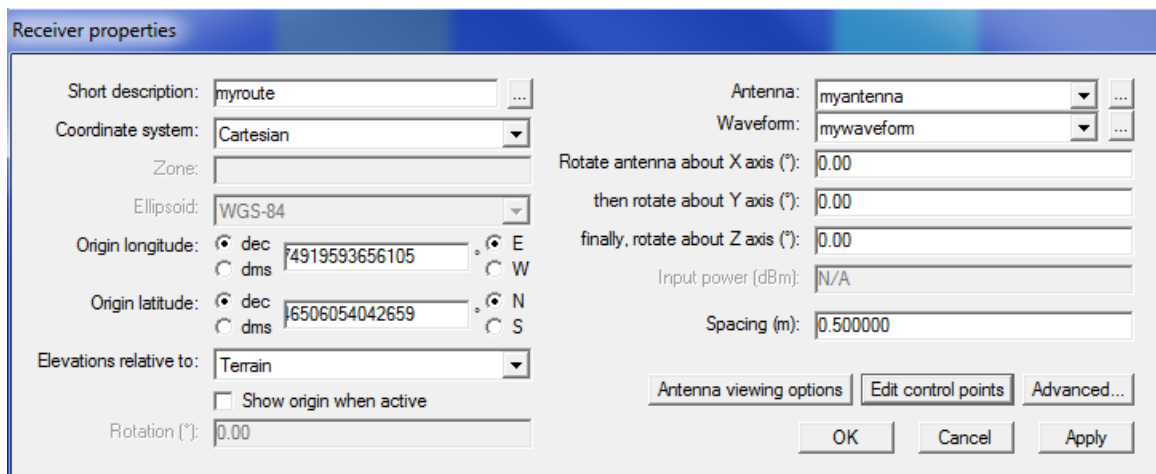 Receiver properties
Short description: myroute ...
Coordinate system: Cartesian
Zone:
Ellipsoid: WGS-84
Origin longitude: dec dms 74919593656105 ° E W
Origin latitude: dec dms 46506054042659 ° N S
Elevations relative to: Terrain
Show origin when active
Rotation (°): 0.00
Antenna: myantenna ...
Waveform: mywaveform ...
Rotate antenna about X axis (°): 0.00
then rotate about Y axis (°): 0.00
finally, rotate about Z axis (°): 0.00
Input power (dBm): N/A
Spacing (m): 0.500000
Antenna viewing options Edit control points Advanced...
OK Cancel Apply